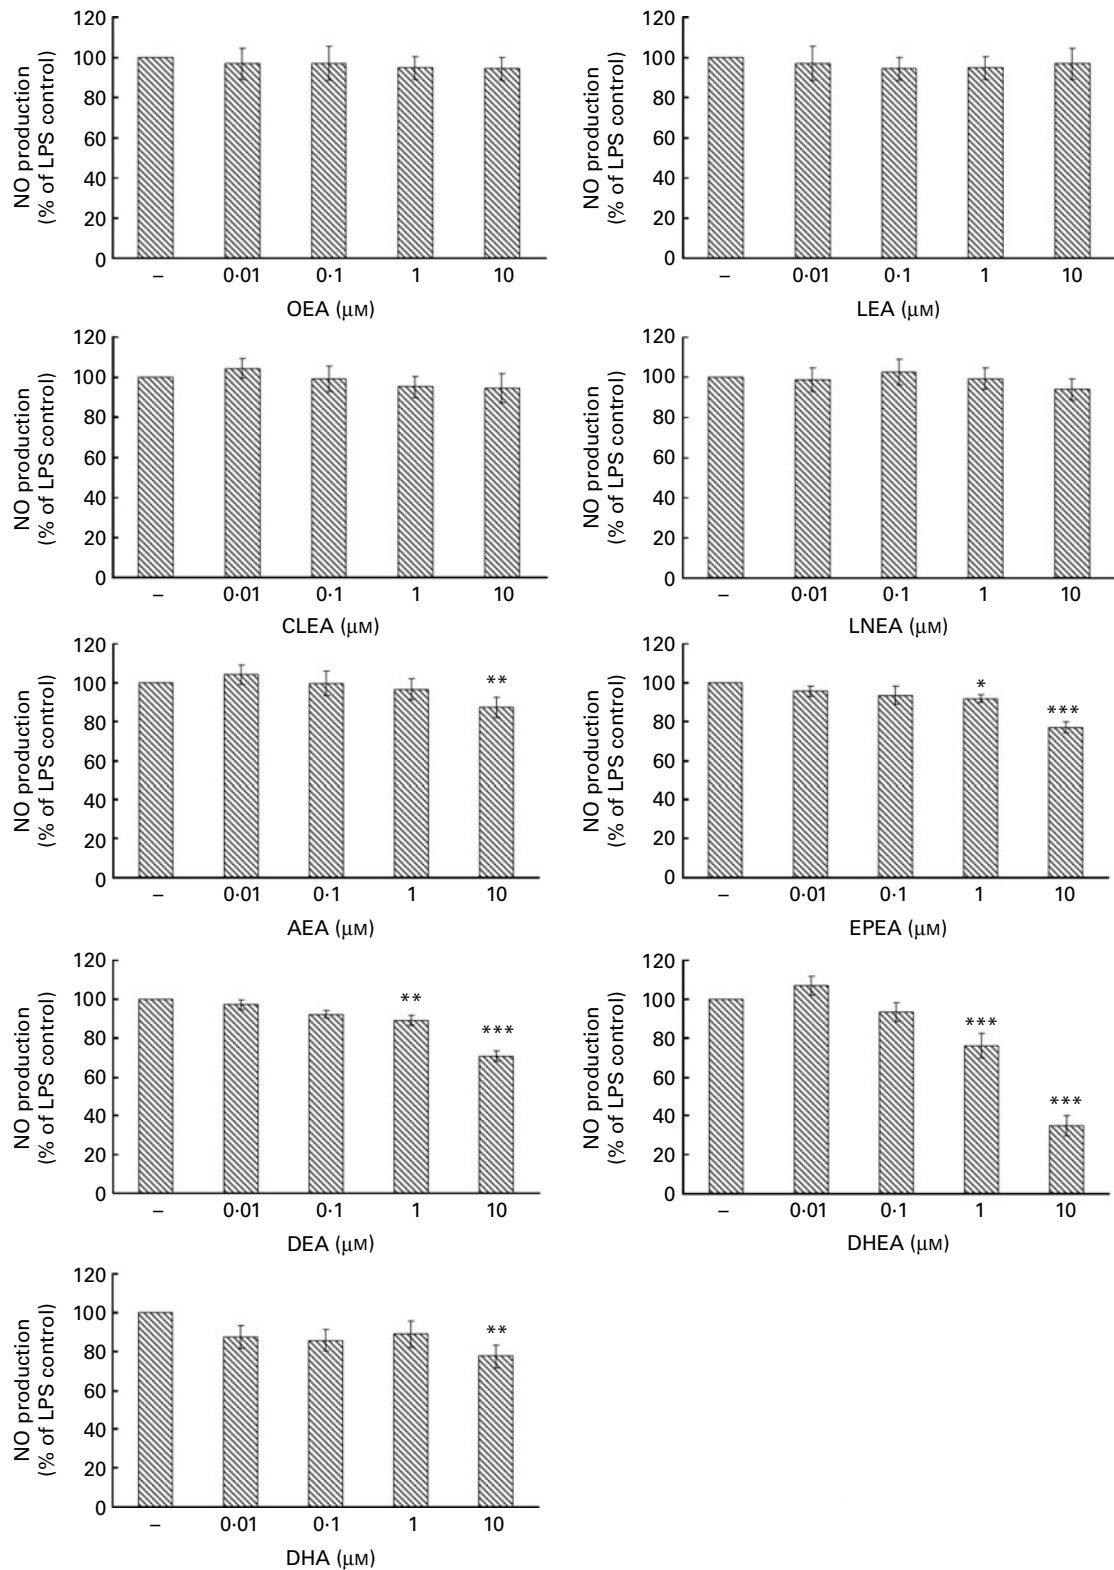 NO production
(% of LPS control)
120
100
80
60
40
20
0
– 0·01 0·1 1 10
OEA (μM)
NO production
(% of LPS control)
120
100
80
60
40
20
0
– 0·01 0·1 1 10
LEA (μM)
NO production
(% of LPS control)
120
100
80
60
40
20
0
– 0·01 0·1 1 10
CLEA (μM)
NO production
(% of LPS control)
120
100
80
60
40
20
0
– 0·01 0·1 1 10
LNEA (μM)
NO production
(% of LPS control)
120
100
80
60
40
20
0
**
– 0·01 0·1 1 10
AEA (μM)
NO production
(% of LPS control)
120
100
80
60
40
20
0
*
***
– 0·01 0·1 1 10
EPEA (μM)
NO production
(% of LPS control)
120
100
80
60
40
20
0
**
***
– 0·01 0·1 1 10
DEA (μM)
NO production
(% of LPS control)
120
100
80
60
40
20
0
***
***
– 0·01 0·1 1 10
DHEA (μM)
NO production
(% of LPS control)
120
100
80
60
40
20
0
**
– 0·01 0·1 1 10
DHA (μM)